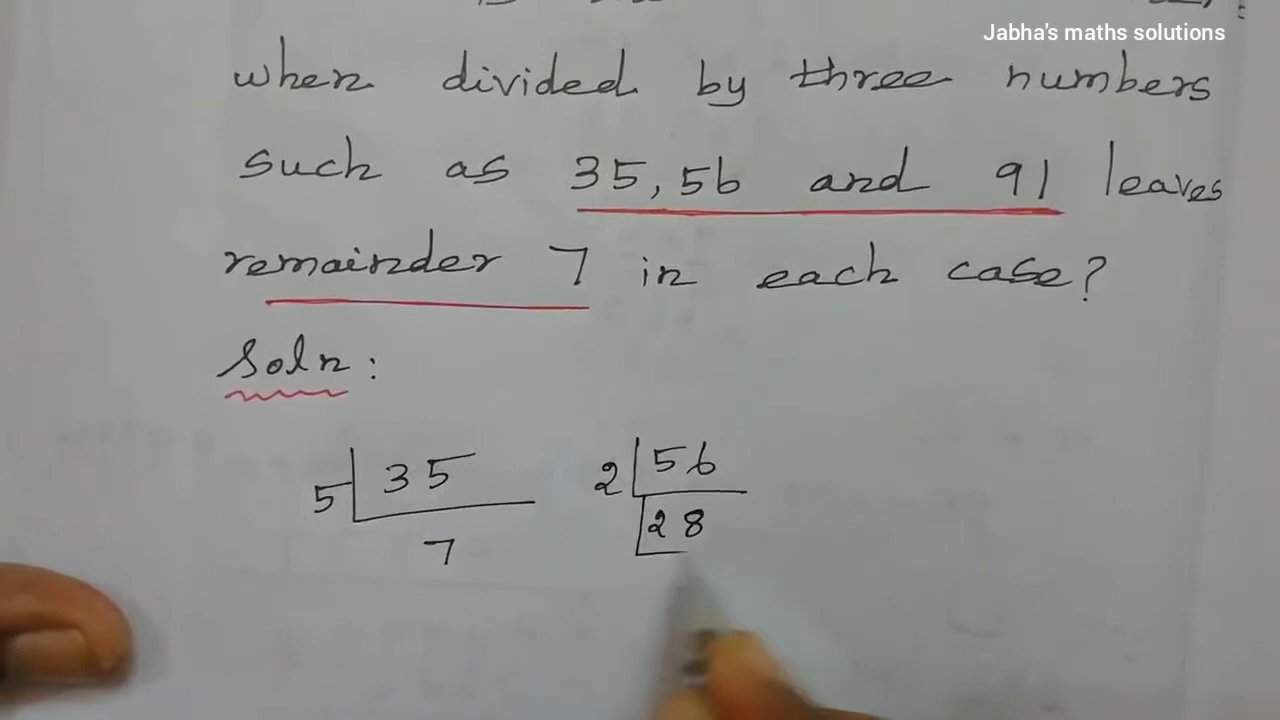 Jabha's maths solutions
when divided by three numbers
such as 35, 56 and 91 leaves
remainder 7 in each case?
Soln:
5 35 2 56
7 28